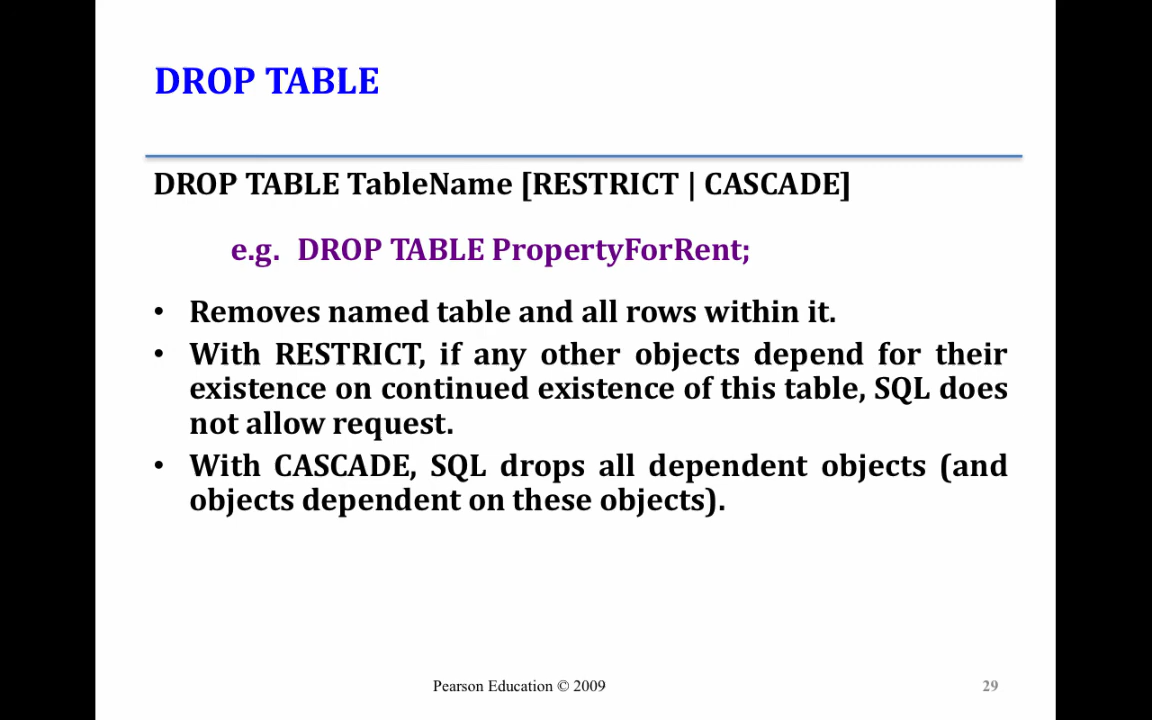 DROP TABLE
DROP TABLE TableName [RESTRICT | CASCADE]
e.g. DROP TABLE PropertyForRent;
• Removes named table and all rows within it.
• With RESTRICT, if any other objects depend for their
existence on continued existence of this table, SQL does
not allow request.
• With CASCADE, SQL drops all dependent objects (and
objects dependent on these objects).
Pearson Education © 2009
29